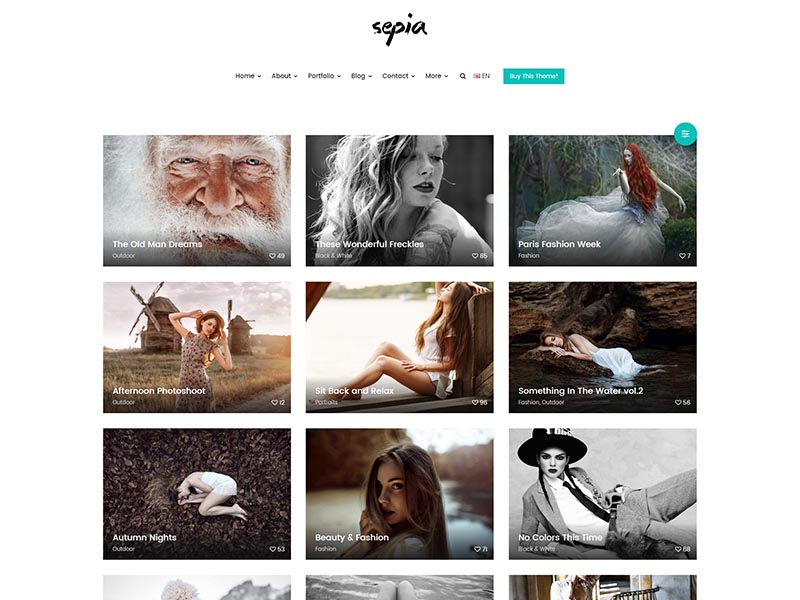 sepia
Home About Portfolio Blog Contact More EN Buy This Theme!
The Old Man Dreams
Outdoor 49
These Wonderful Freckles
Black & White 85
Paris Fashion Week
Fashion 7
Afternoon Photoshoot
Outdoor 12
Sit Back and Relax
Portraits 96
Something In The Water vol.2
Fashion, Outdoor 56
Autumn Nights
Outdoor 53
Beauty & Fashion
Fashion 71
No Colors This Time
Black & White 68